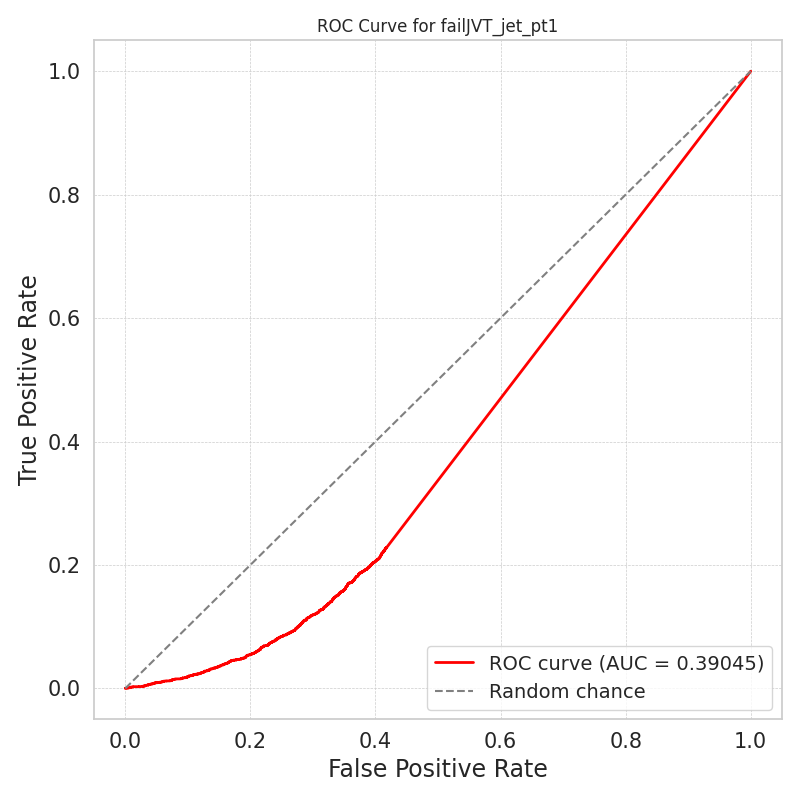 ROC Curve for failJVT_jet_pt1
1.0
0.8
0.6
0.4
0.2
0.0
True Positive Rate
ROC curve (AUC = 0.39045)
Random chance
0.0 0.2 0.4 0.6 0.8 1.0
False Positive Rate